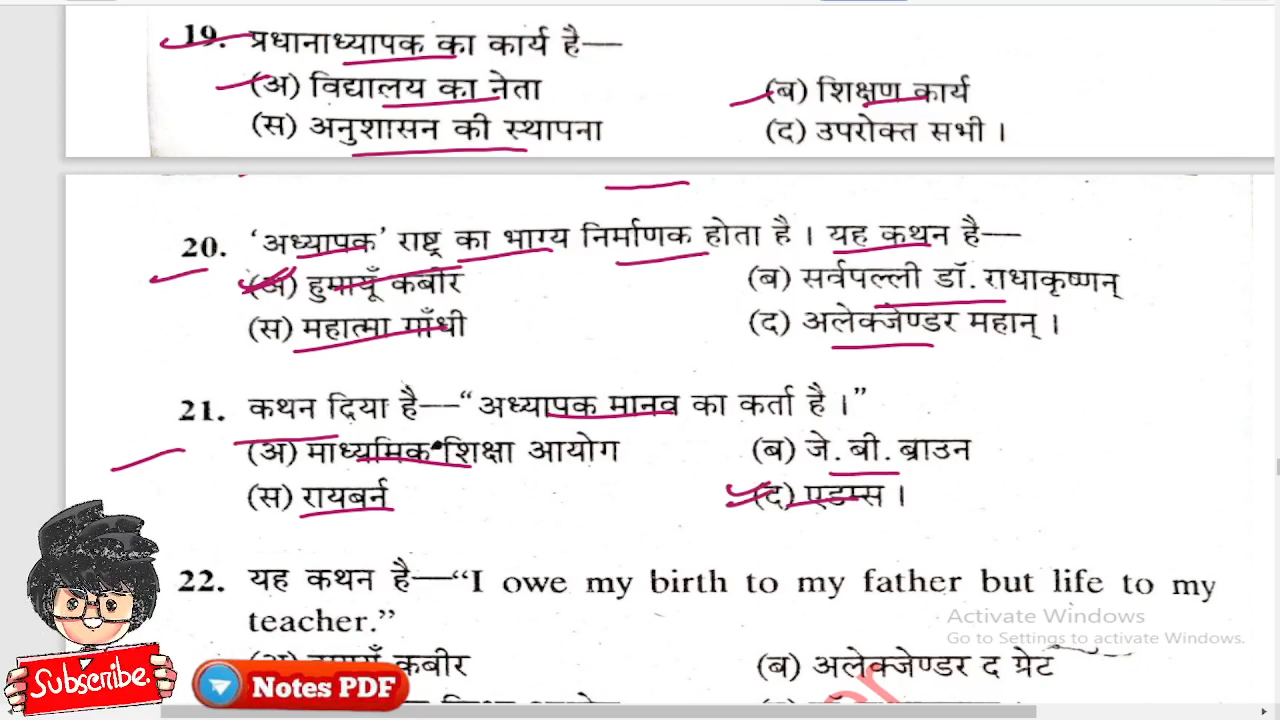 19. प्रधानाध्यापक का कार्य है—
(अ) विद्यालय का नेता (ब) शिक्षण कार्य
(स) अनुशासन की स्थापना (द) उपरोक्त सभी ।
20. ‘अध्यापक’ राष्ट्र का भाग्य निर्माणक होता है । यह कथन है—
(अ) हुमायूँ कबीर (ब) सर्वपल्ली डॉ. राधाकृष्णन्
(स) महात्मा गाँधी (द) अलेक्जेण्डर महान् ।
21. कथन दिया है—“अध्यापक मानव का कर्ता है ।”
(अ) माध्यमिक शिक्षा आयोग (ब) जे. बी. ब्राउन
(स) रायबर्न (द) एडम्स ।
22. यह कथन है—“I owe my birth to my father but life to my
teacher.”
Activate Windows
Go to Settings to activate Windows.
कबीर (ब) अलेक्जेण्डर द ग्रेट
Subscribe.
Notes PDF